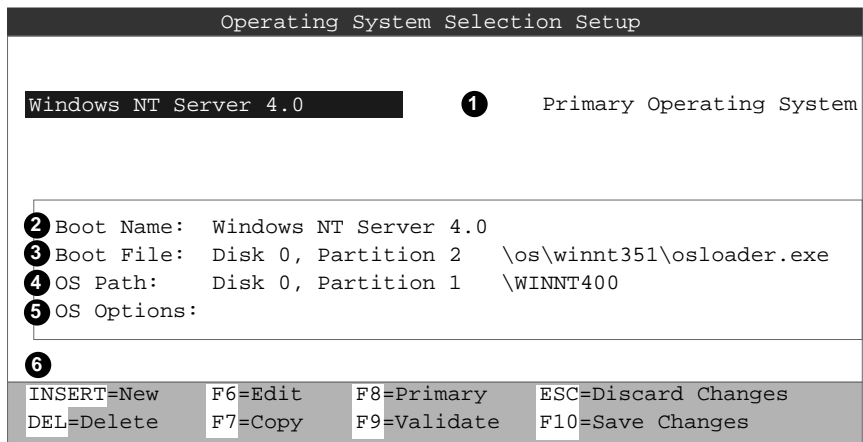 Operating System Selection Setup
Windows NT Server 4.0 1 Primary Operating System
2 Boot Name: Windows NT Server 4.0
3 Boot File: Disk 0, Partition 2 \os\winnt351\osloader.exe
4 OS Path: Disk 0, Partition 1 \WINNT400
5 OS Options:
6
INSERT=New F6=Edit F8=Primary ESC=Discard Changes
DEL=Delete F7=Copy F9=Validate F10=Save Changes